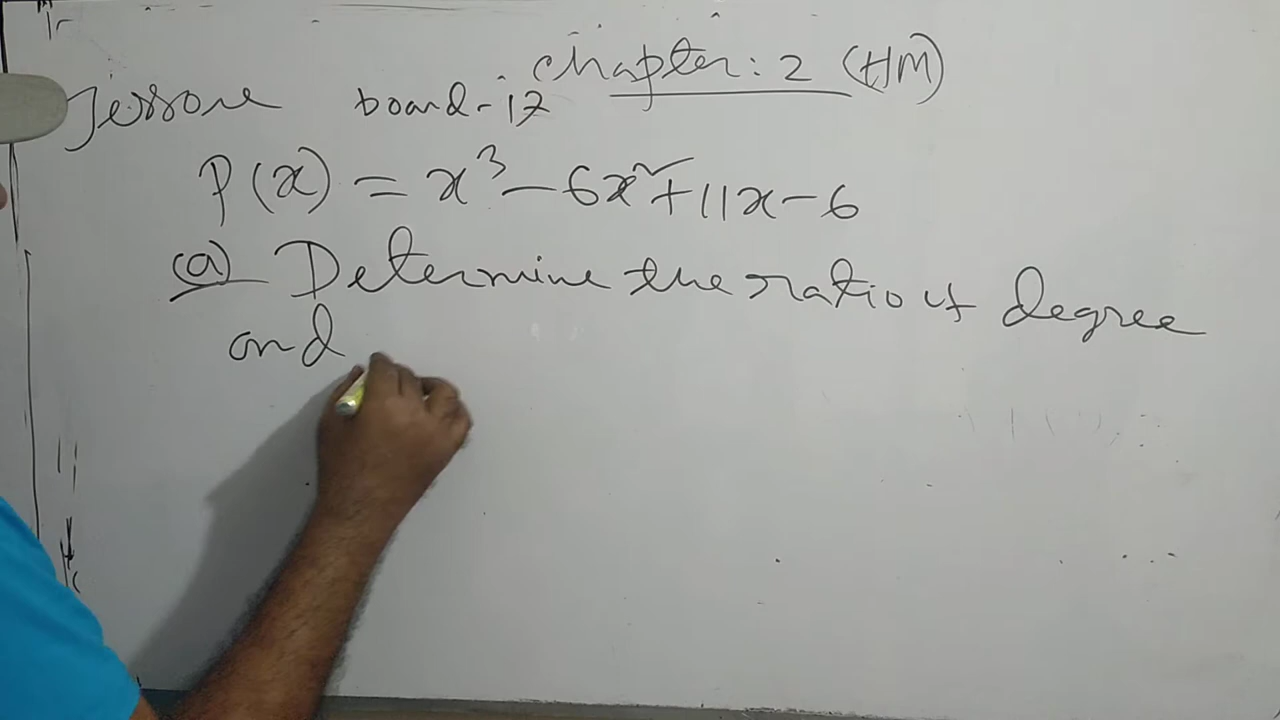 chapter: 2 (HM)
Jessore board-17
P(x) = x³ - 6x² + 11x - 6
(a) Determine the ratio of degree
and